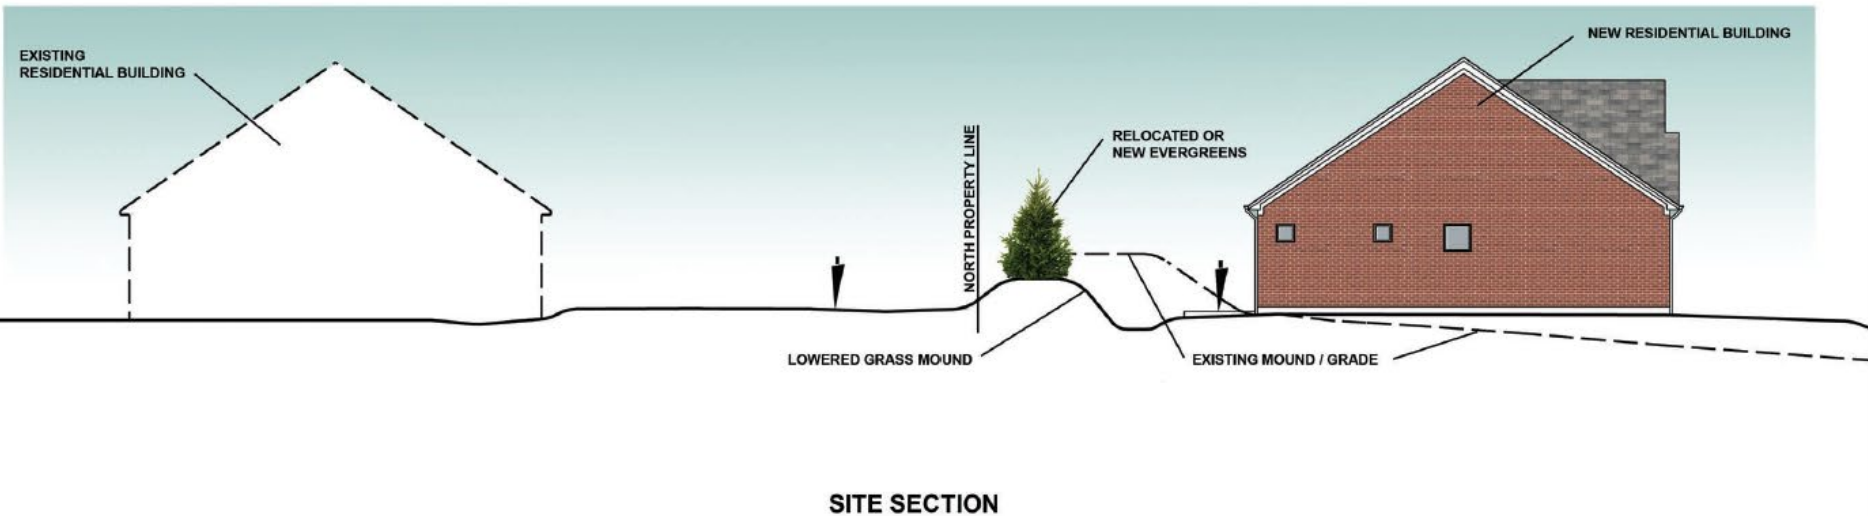 EXISTING
RESIDENTIAL BUILDING
NEW RESIDENTIAL BUILDING
NORTH PROPERTY LINE
RELOCATED OR
NEW EVERGREENS
LOWERED GRASS MOUND
EXISTING MOUND / GRADE
SITE SECTION